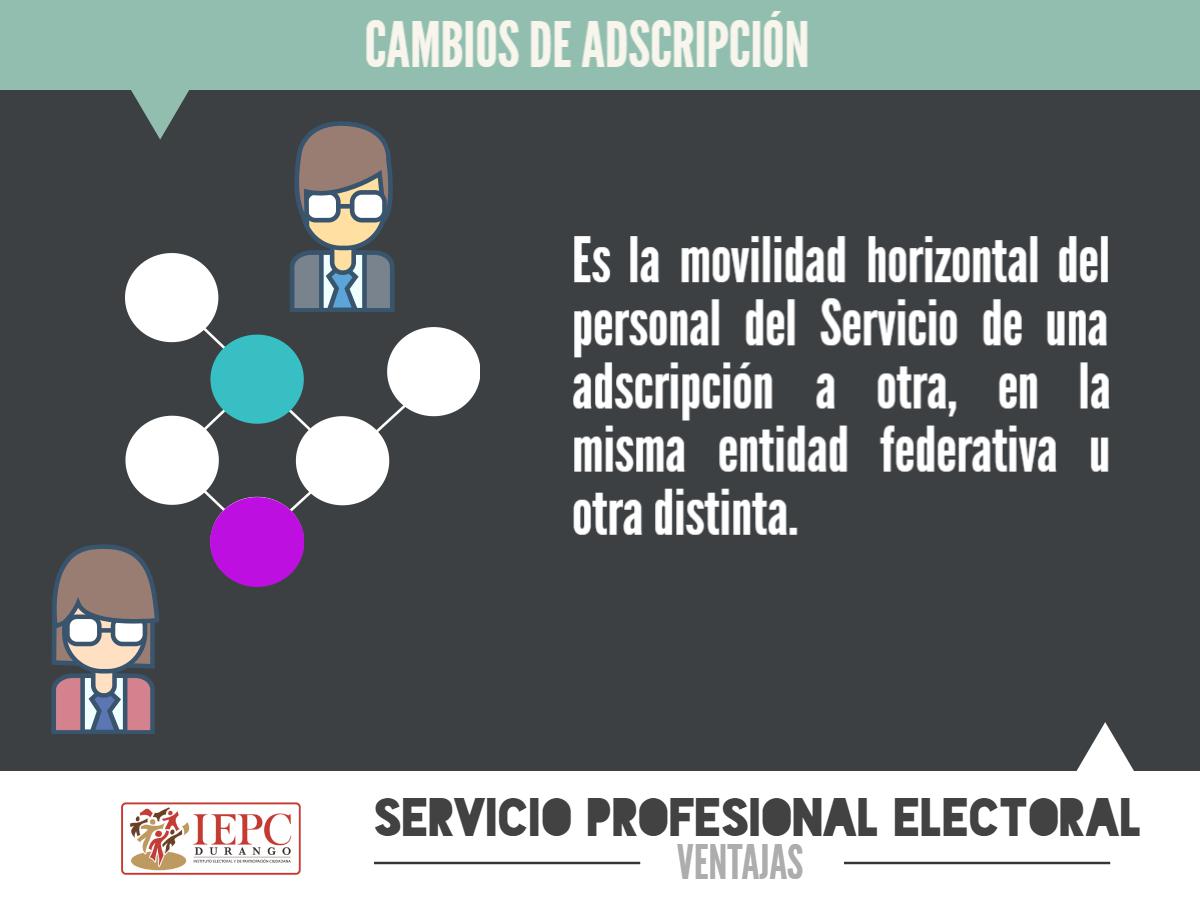 CAMBIOS DE ADSCRIPCIÓN
Es la movilidad horizontal del
personal del Servicio de una
adscripción a otra, en la
misma entidad federativa u
otra distinta.
IEPC
DURANGO
INSTITUTO ELECTORAL Y DE PARTICIPACIÓN CIUDADANA
SERVICIO PROFESIONAL ELECTORAL
VENTAJAS